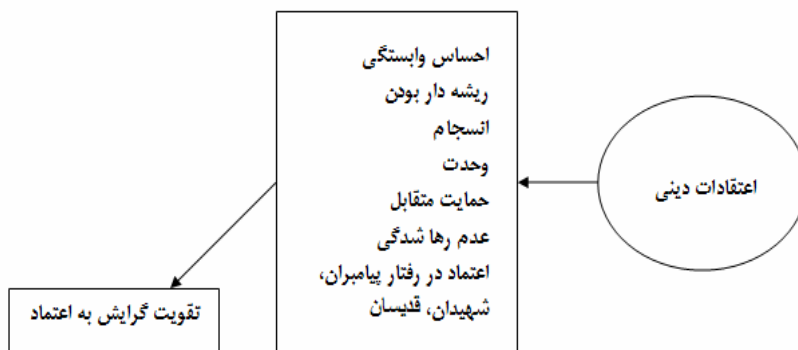 اعتقادات دینی
احساس وابستگی
ریشه دار بودن
انسجام
وحدت
حمایت متقابل
عدم رها شدگی
اعتماد در رفتار پیامبران،
شهیدان، قدیسان
تقویت گرایش به اعتماد